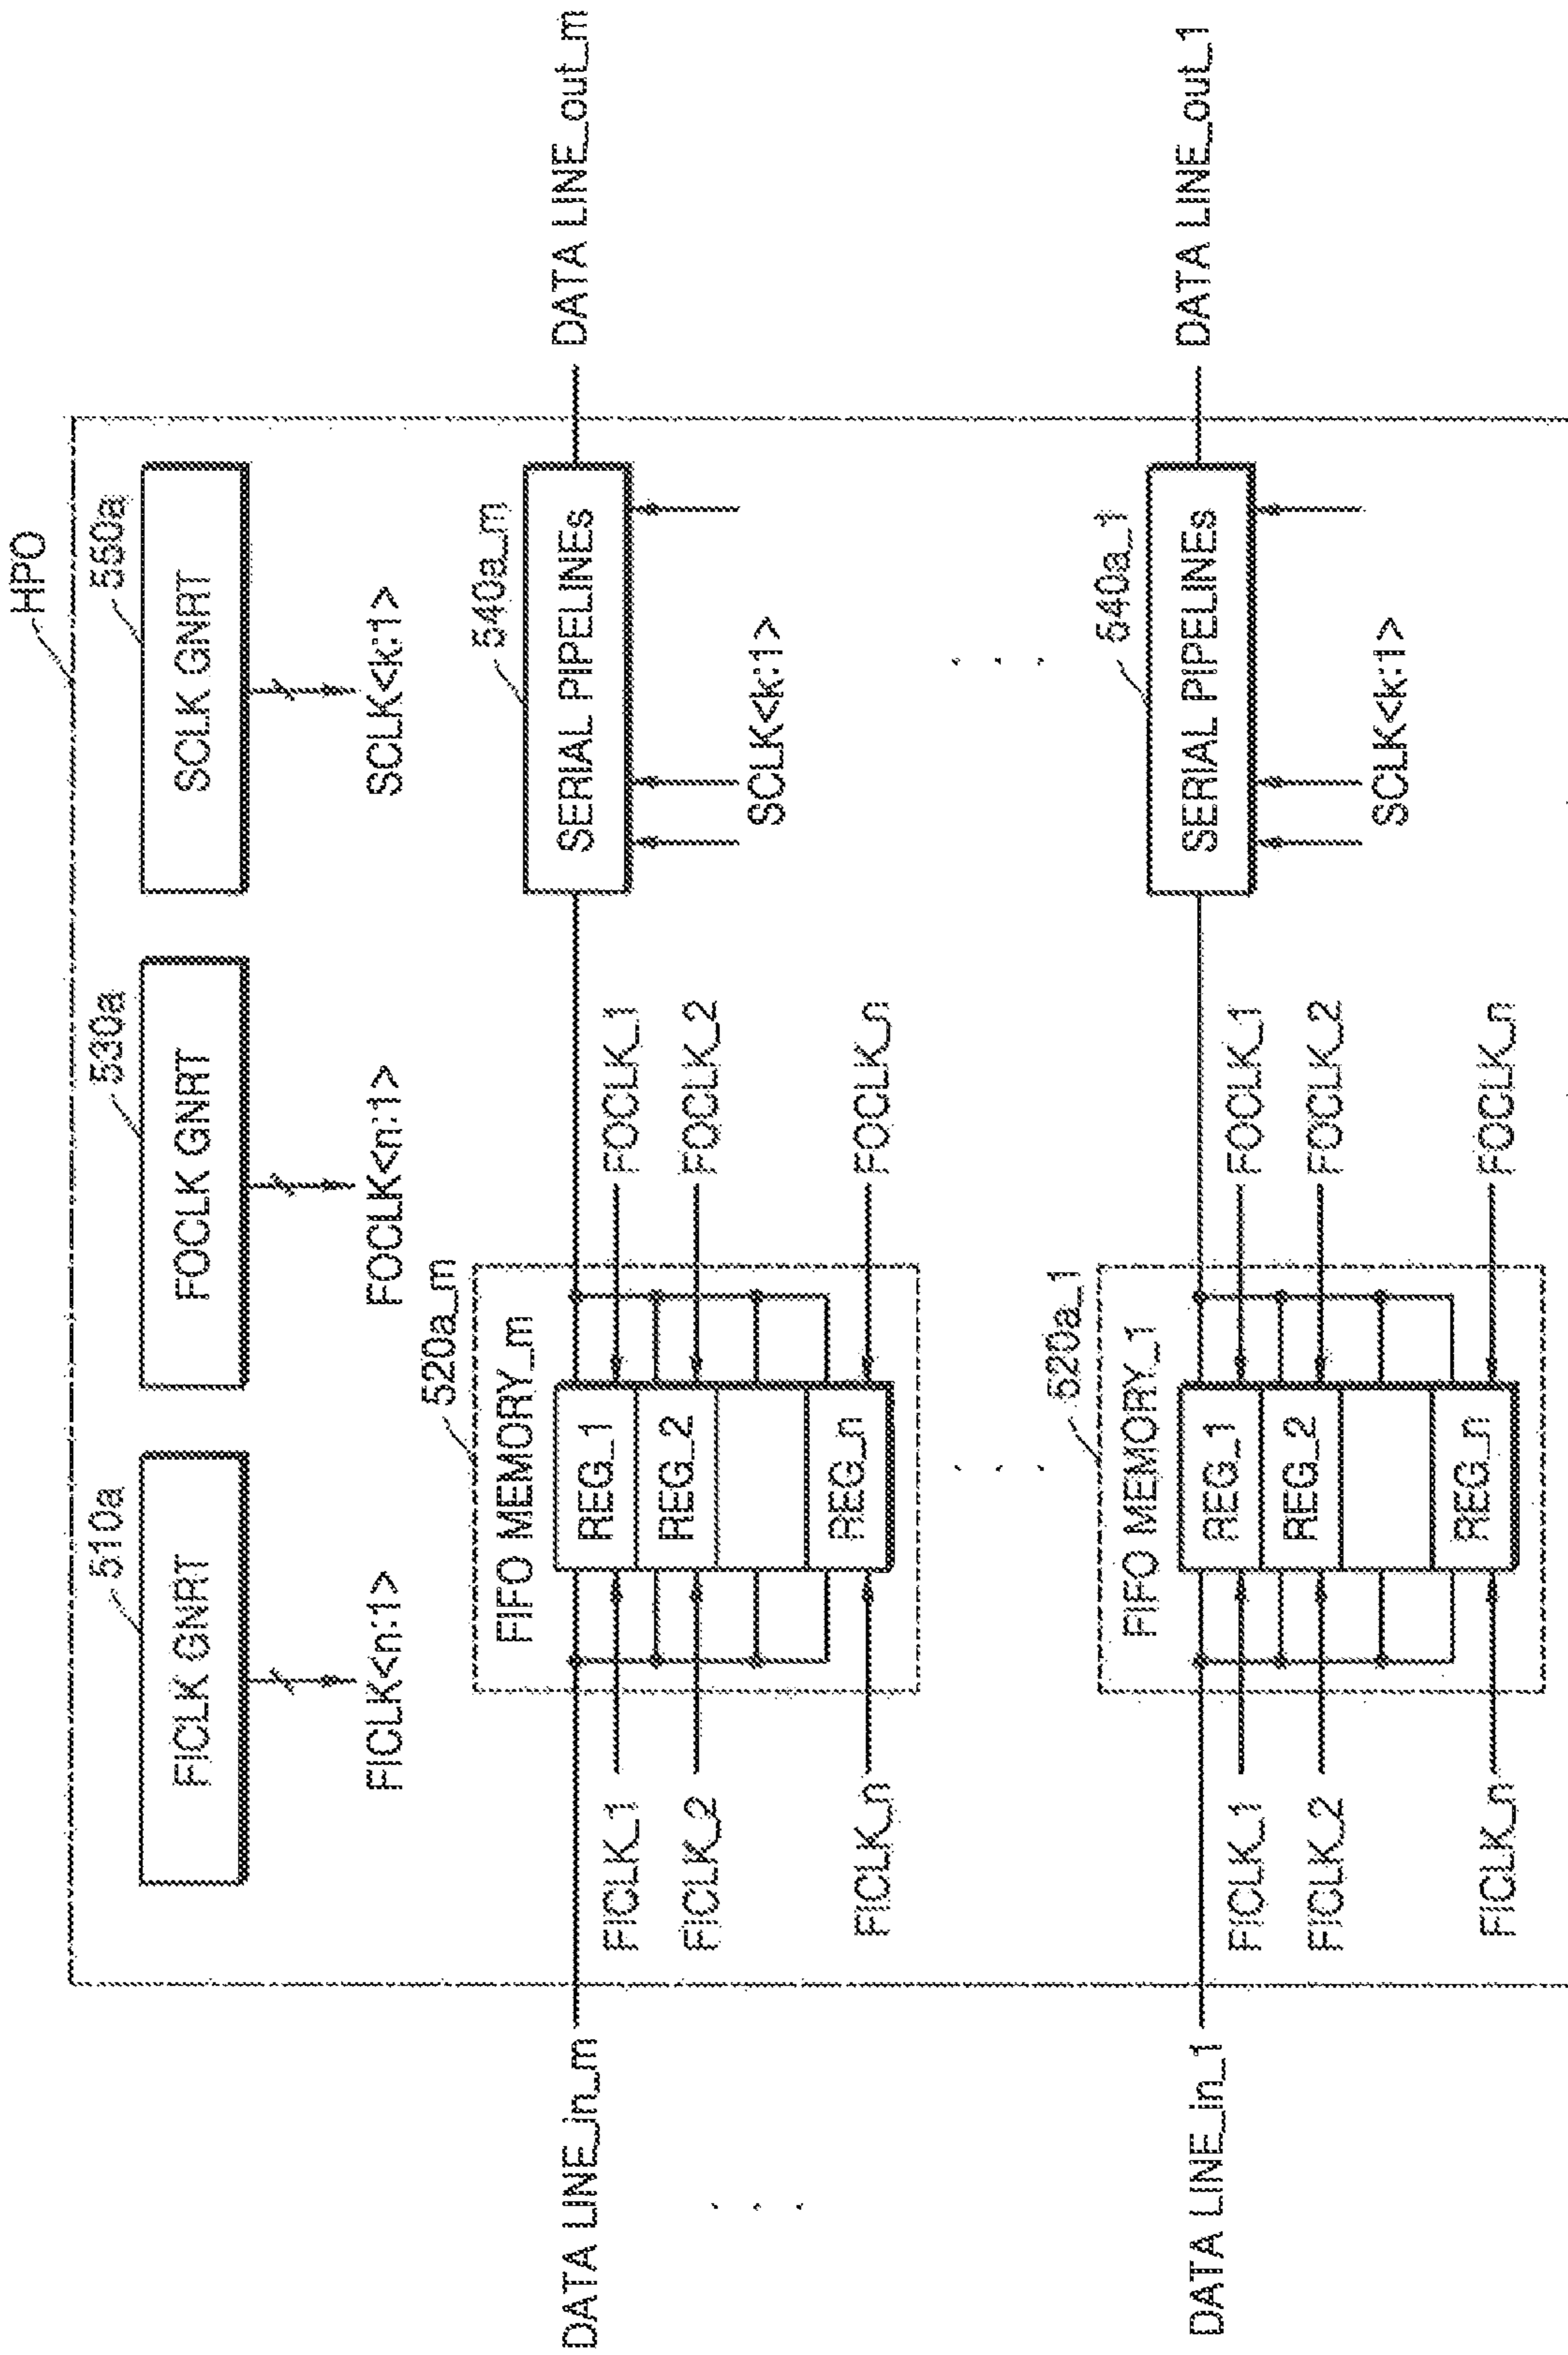 HPO
510a
530a
550a
FICLK GNRT
FOCLK GNRT
SCLK GNRT
FICLK<n:1>
FOCLK<n:1>
SCLK<k:1>
520a_m
540a_m
FIFO MEMORY_m
DATA LINE_in_m
REG_1
SERIAL PIPELINEs
DATA LINE_out_m
FICLK_1
FOCLK_1
FICLK_2
REG_2
FOCLK_2
SCLK<k:1>
FICLK_n
REG_n
FOCLK_n
. . .
. . .
. . .
520a_1
540a_1
FIFO MEMORY_1
DATA LINE_in_1
REG_1
SERIAL PIPELINEs
DATA LINE_out_1
FICLK_1
FOCLK_1
FICLK_2
REG_2
FOCLK_2
SCLK<k:1>
FICLK_n
REG_n
FOCLK_n